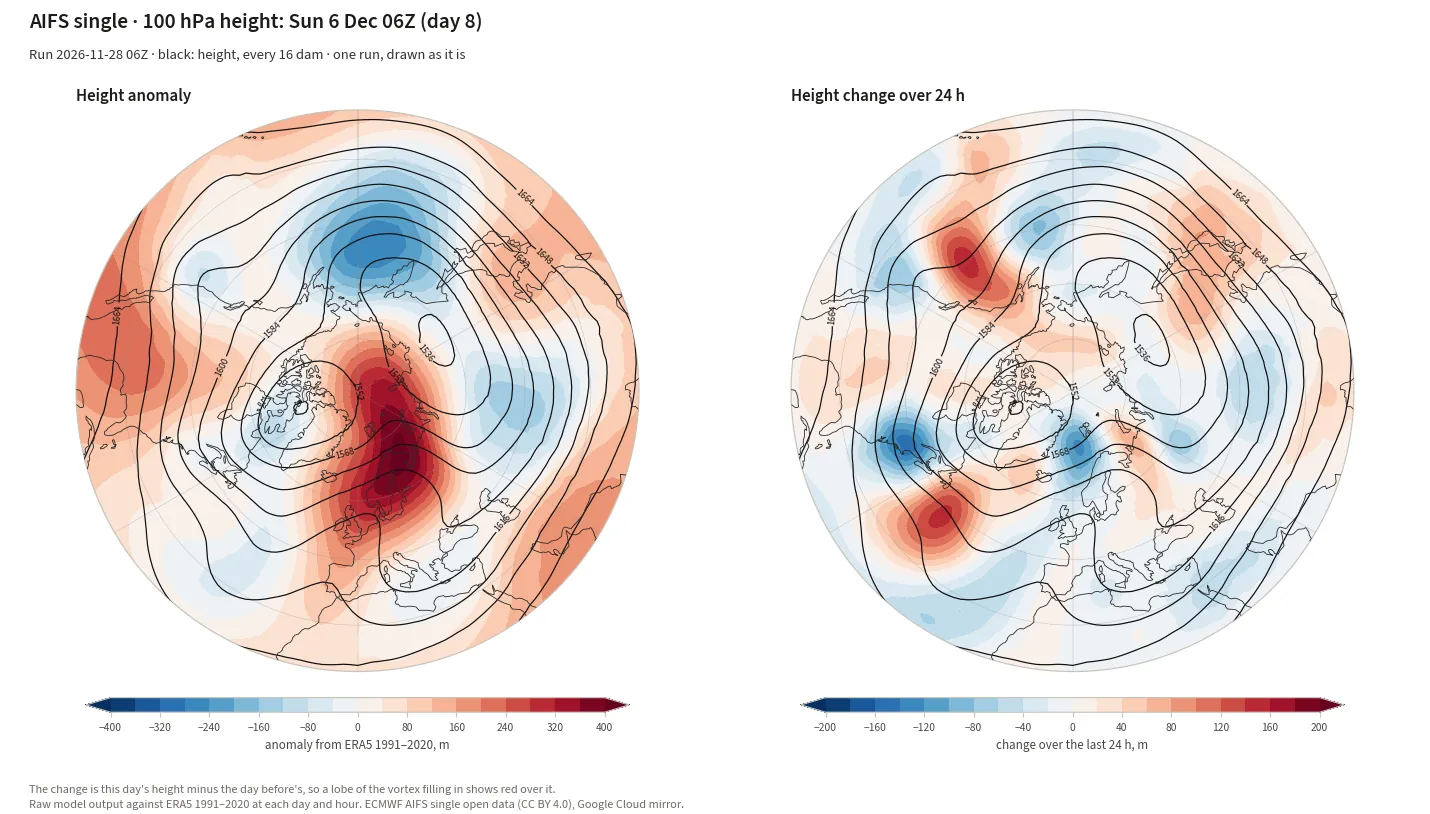 AIFS single · 100 hPa height: Sun 6 Dec 06Z (day 8)
Run 2026-11-28 06Z · black: height, every 16 dam · one run, drawn as it is
Height anomaly
Height change over 24 h
1664
1648
1632
1664
1584
1536
1600
1552
1568
1616
1664
1648
1632
1664
1584
1536
1600
1552
1568
1616
−400 −320 −240 −160 −80 0 80 160 240 320 400
anomaly from ERA5 1991–2020, m
−200 −160 −120 −80 −40 0 40 80 120 160 200
change over the last 24 h, m
The change is this day's height minus the day before's, so a lobe of the vortex filling in shows red over it.
Raw model output against ERA5 1991–2020 at each day and hour. ECMWF AIFS single open data (CC BY 4.0), Google Cloud mirror.